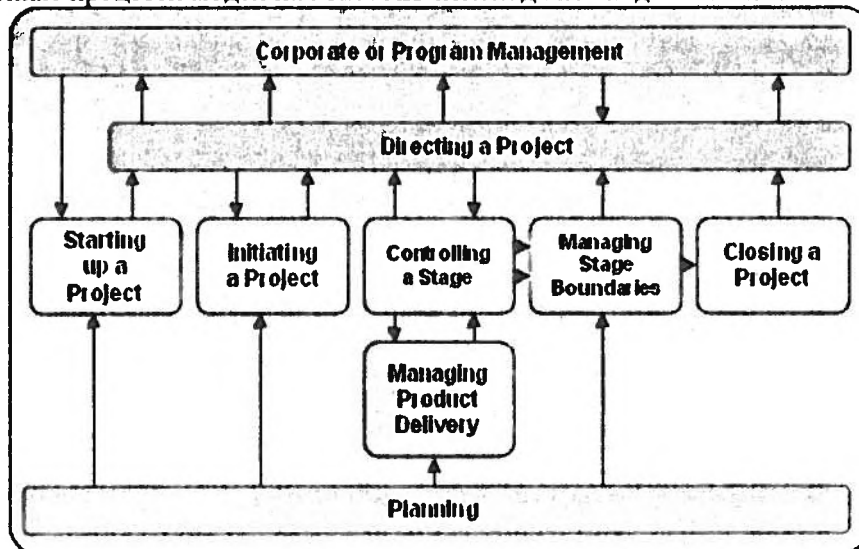 Corporate or Program Management
Directing a Project
Starting
up a
Project
Initiating
a Project
Controlling
a Stage
Managing
Stage
Boundaries
Closing a
Project
Managing
Product
Delivery
Planning